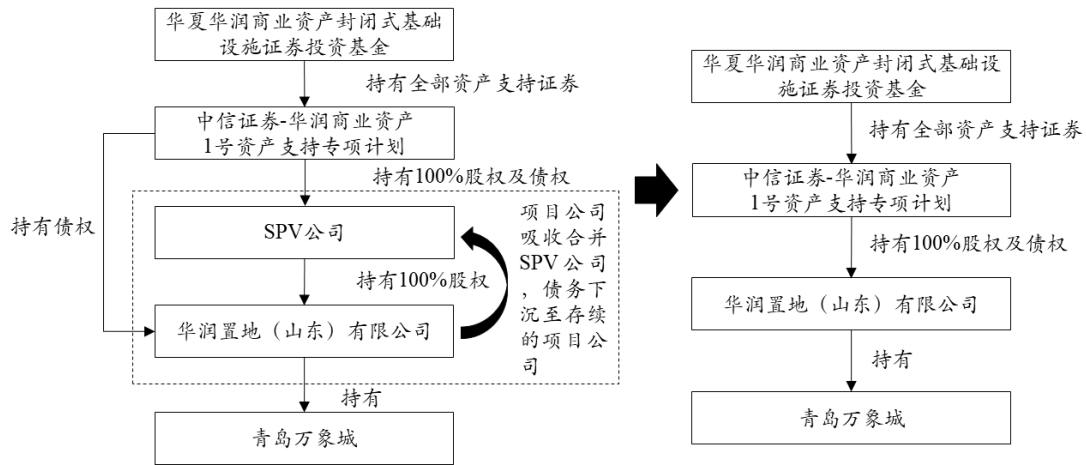 华夏华润商业资产封闭式基础
设施证券投资基金
持有全部资产支持证券
中信证券-华润商业资产
1号资产支持专项计划
持有100%股权及债权
持有债权
SPV公司
持有100%股权
项目公司
吸收合并
SPV公司
，债务下
沉至存续
的项目公
司
华润置地（山东）有限公司
持有
青岛万象城
华夏华润商业资产封闭式基础设
施证券投资基金
持有全部资产支持证券
中信证券-华润商业资产
1号资产支持专项计划
持有100%股权及债权
华润置地（山东）有限公司
持有
青岛万象城